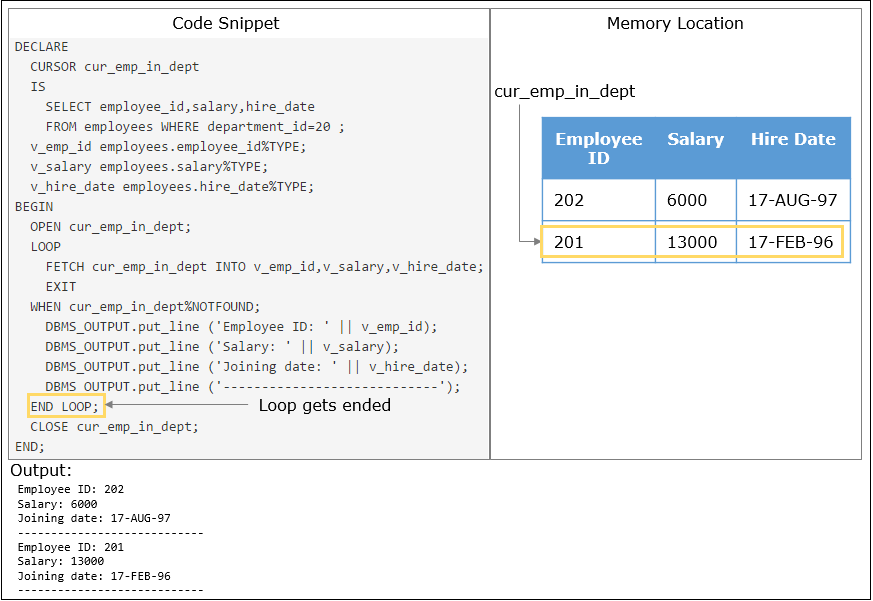 Code Snippet
DECLARE
CURSOR cur_emp_in_dept
IS
SELECT employee_id,salary,hire_date
FROM employees WHERE department_id=20 ;
v_emp_id employees.employee_id%TYPE;
v_salary employees.salary%TYPE;
v_hire_date employees.hire_date%TYPE;
BEGIN
OPEN cur_emp_in_dept;
LOOP
FETCH cur_emp_in_dept INTO v_emp_id,v_salary,v_hire_date;
EXIT
WHEN cur_emp_in_dept%NOTFOUND;
DBMS_OUTPUT.put_line ('Employee ID: ' || v_emp_id);
DBMS_OUTPUT.put_line ('Salary: ' || v_salary);
DBMS_OUTPUT.put_line ('Joining date: ' || v_hire_date);
DBMS_OUTPUT.put_line ('----------------------------');
END LOOP;
Loop gets ended
CLOSE cur_emp_in_dept;
END;
Memory Location
cur_emp_in_dept
Employee ID Salary Hire Date
202 6000 17-AUG-97
201 13000 17-FEB-96
Output:
Employee ID: 202
Salary: 6000
Joining date: 17-AUG-97
----------------------------
Employee ID: 201
Salary: 13000
Joining date: 17-FEB-96
----------------------------